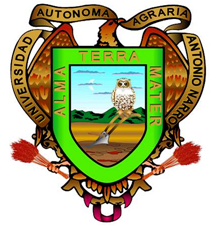 UNIVERSIDAD AUTONOMA AGRARIA ANTONIO NARRO
ALMA TERRA MATER